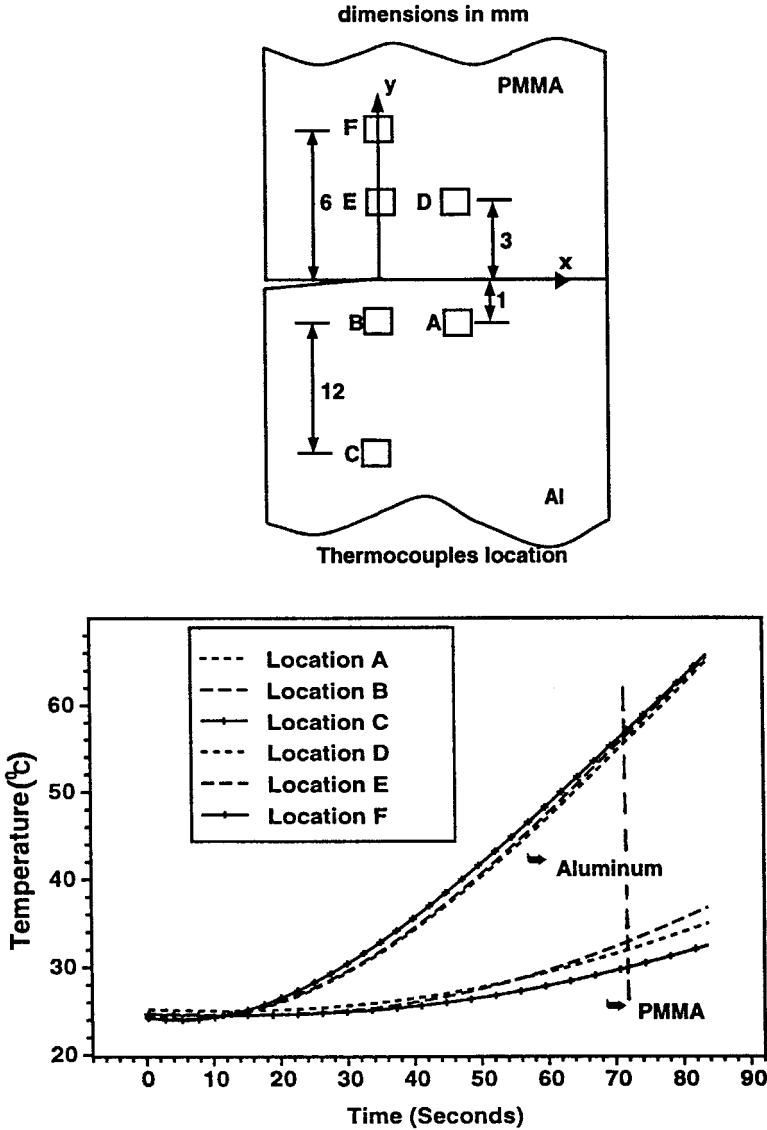 dimensions in mm
PMMA
y
F
6
E
D
3
x
1
B
A
12
C
Al
Thermocouples location
Location A
Location B
Location C
Location D
Location E
Location F
60
50
40
30
20
Temperature (⁰C)
Aluminum
PMMA
0 10 20 30 40 50 60 70 80 90
Time (Seconds)